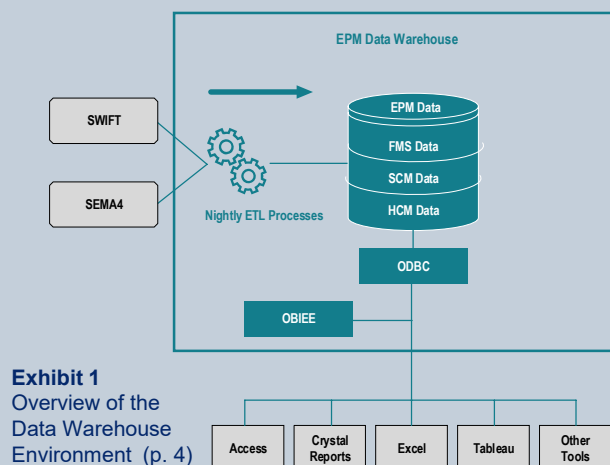 EPM Data Warehouse
SWIFT
SEMA4
Nightly ETL Processes
EPM Data
FMS Data
SCM Data
HCM Data
ODBC
OBIEE
Exhibit 1
Overview of the
Data Warehouse
Environment (p. 4)
Access
Crystal
Reports
Excel
Tableau
Other
Tools